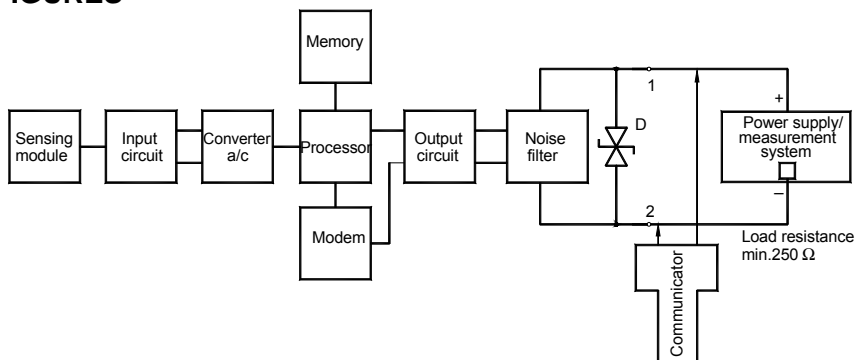 Memory
Sensing
module
Input
circuit
Converter
a/c
Processor
Output
circuit
Noise
filter
Modem
1
D
2
+
Power supply/
measurement
system
–
Load resistance
min.250 Ω
Communicator